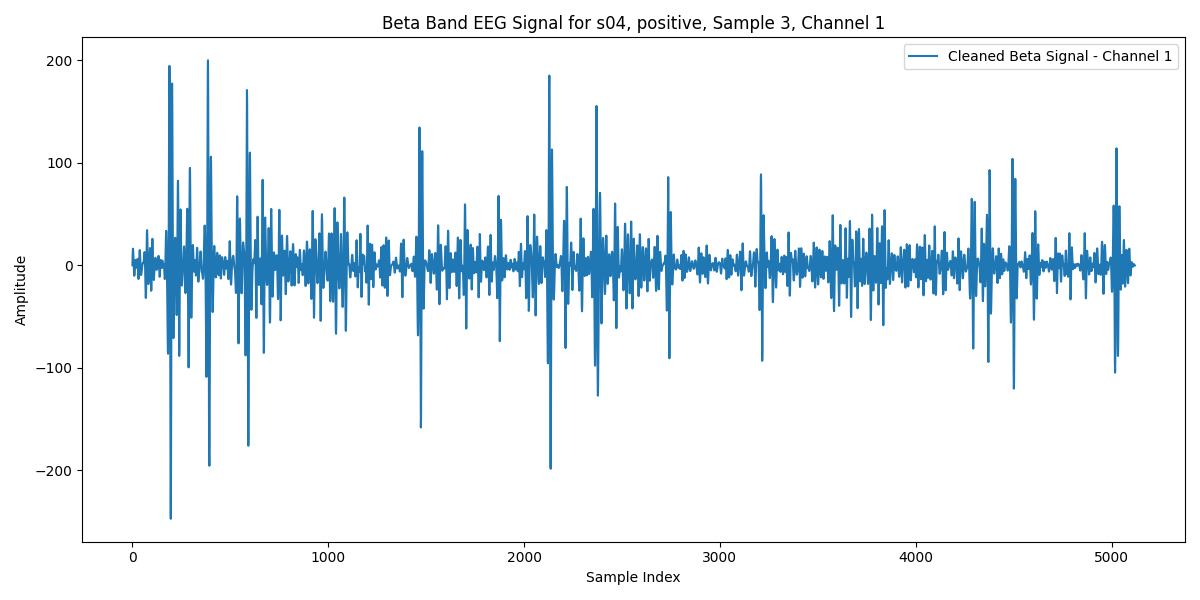 Beta Band EEG Signal for s04, positive, Sample 3, Channel 1
Cleaned Beta Signal - Channel 1
200
100
0
−100
−200
Amplitude
0 1000 2000 3000 4000 5000
Sample Index